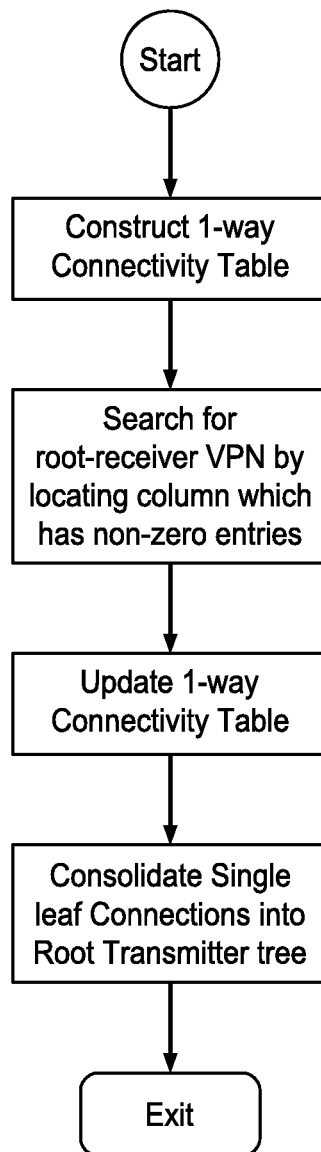 Start
Construct 1-way
Connectivity Table
Search for
root-receiver VPN by
locating column which
has non-zero entries
Update 1-way
Connectivity Table
Consolidate Single
leaf Connections into
Root Transmitter tree
Exit